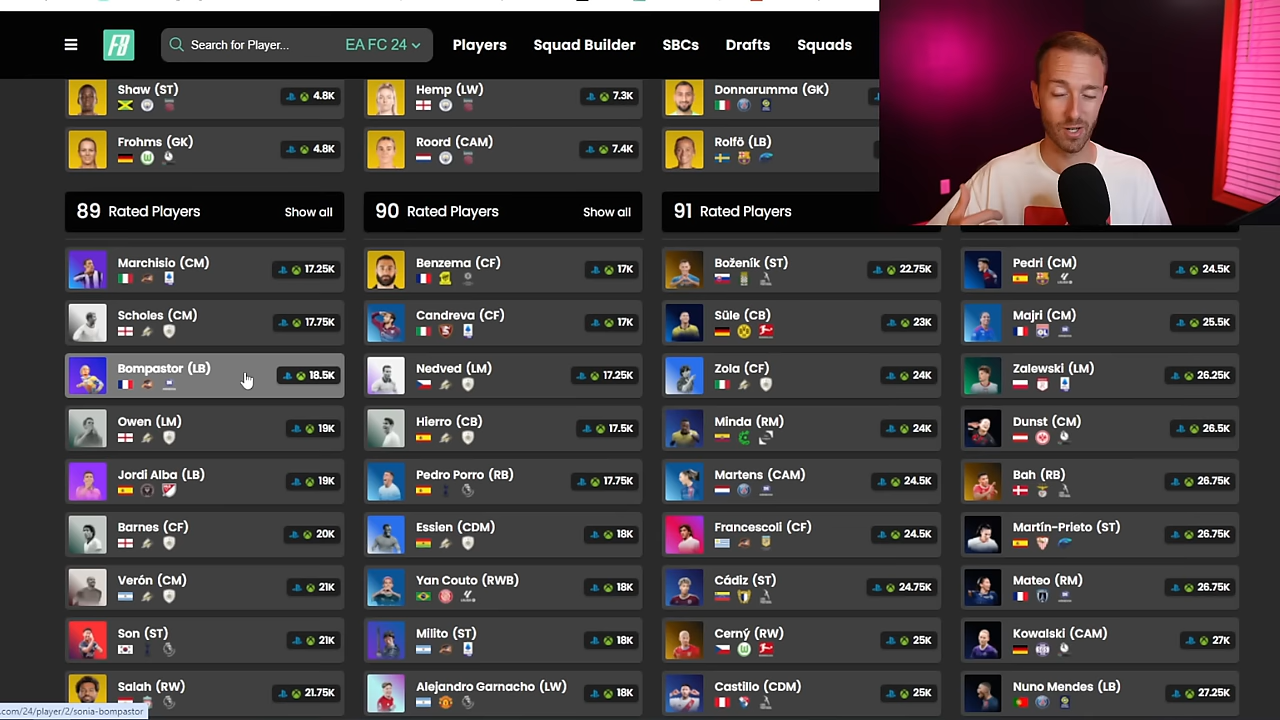 FB
Search for Player...
EA FC 24
Players
Squad Builder
SBCs
Drafts
Squads
Shaw (ST)
4.8K
Hemp (LW)
7.3K
Donnarumma (GK)
Frohms (GK)
4.8K
Roord (CAM)
7.4K
Rolfö (LB)
89 Rated Players
Show all
90 Rated Players
Show all
91 Rated Players
Marchisio (CM)
17.25K
Benzema (CF)
17K
Boženík (ST)
22.75K
Pedri (CM)
24.5K
Scholes (CM)
17.75K
Candreva (CF)
17K
Süle (CB)
23K
Majri (CM)
25.5K
Bompastor (LB)
18.5K
Nedved (LM)
17.25K
Zola (CF)
24K
Zalewski (LM)
26.25K
Owen (LM)
19K
Hierro (CB)
17.5K
Minda (RM)
24K
Dunst (CM)
26.5K
Jordi Alba (LB)
19K
Pedro Porro (RB)
17.75K
Martens (CAM)
24.5K
Bah (RB)
26.75K
Barnes (CF)
20K
Essien (CDM)
18K
Francescoli (CF)
24.5K
Martín-Prieto (ST)
26.75K
Verón (CM)
21K
Yan Couto (RWB)
18K
Cádiz (ST)
24.75K
Mateo (RM)
26.75K
Son (ST)
21K
Milito (ST)
18K
Černý (RW)
25K
Kowalski (CAM)
27K
Salah (RW)
21.75K
Alejandro Garnacho (LW)
18K
Castillo (CDM)
25K
Nuno Mendes (LB)
27.25K
.com/24/player/2/sonia-bompastor